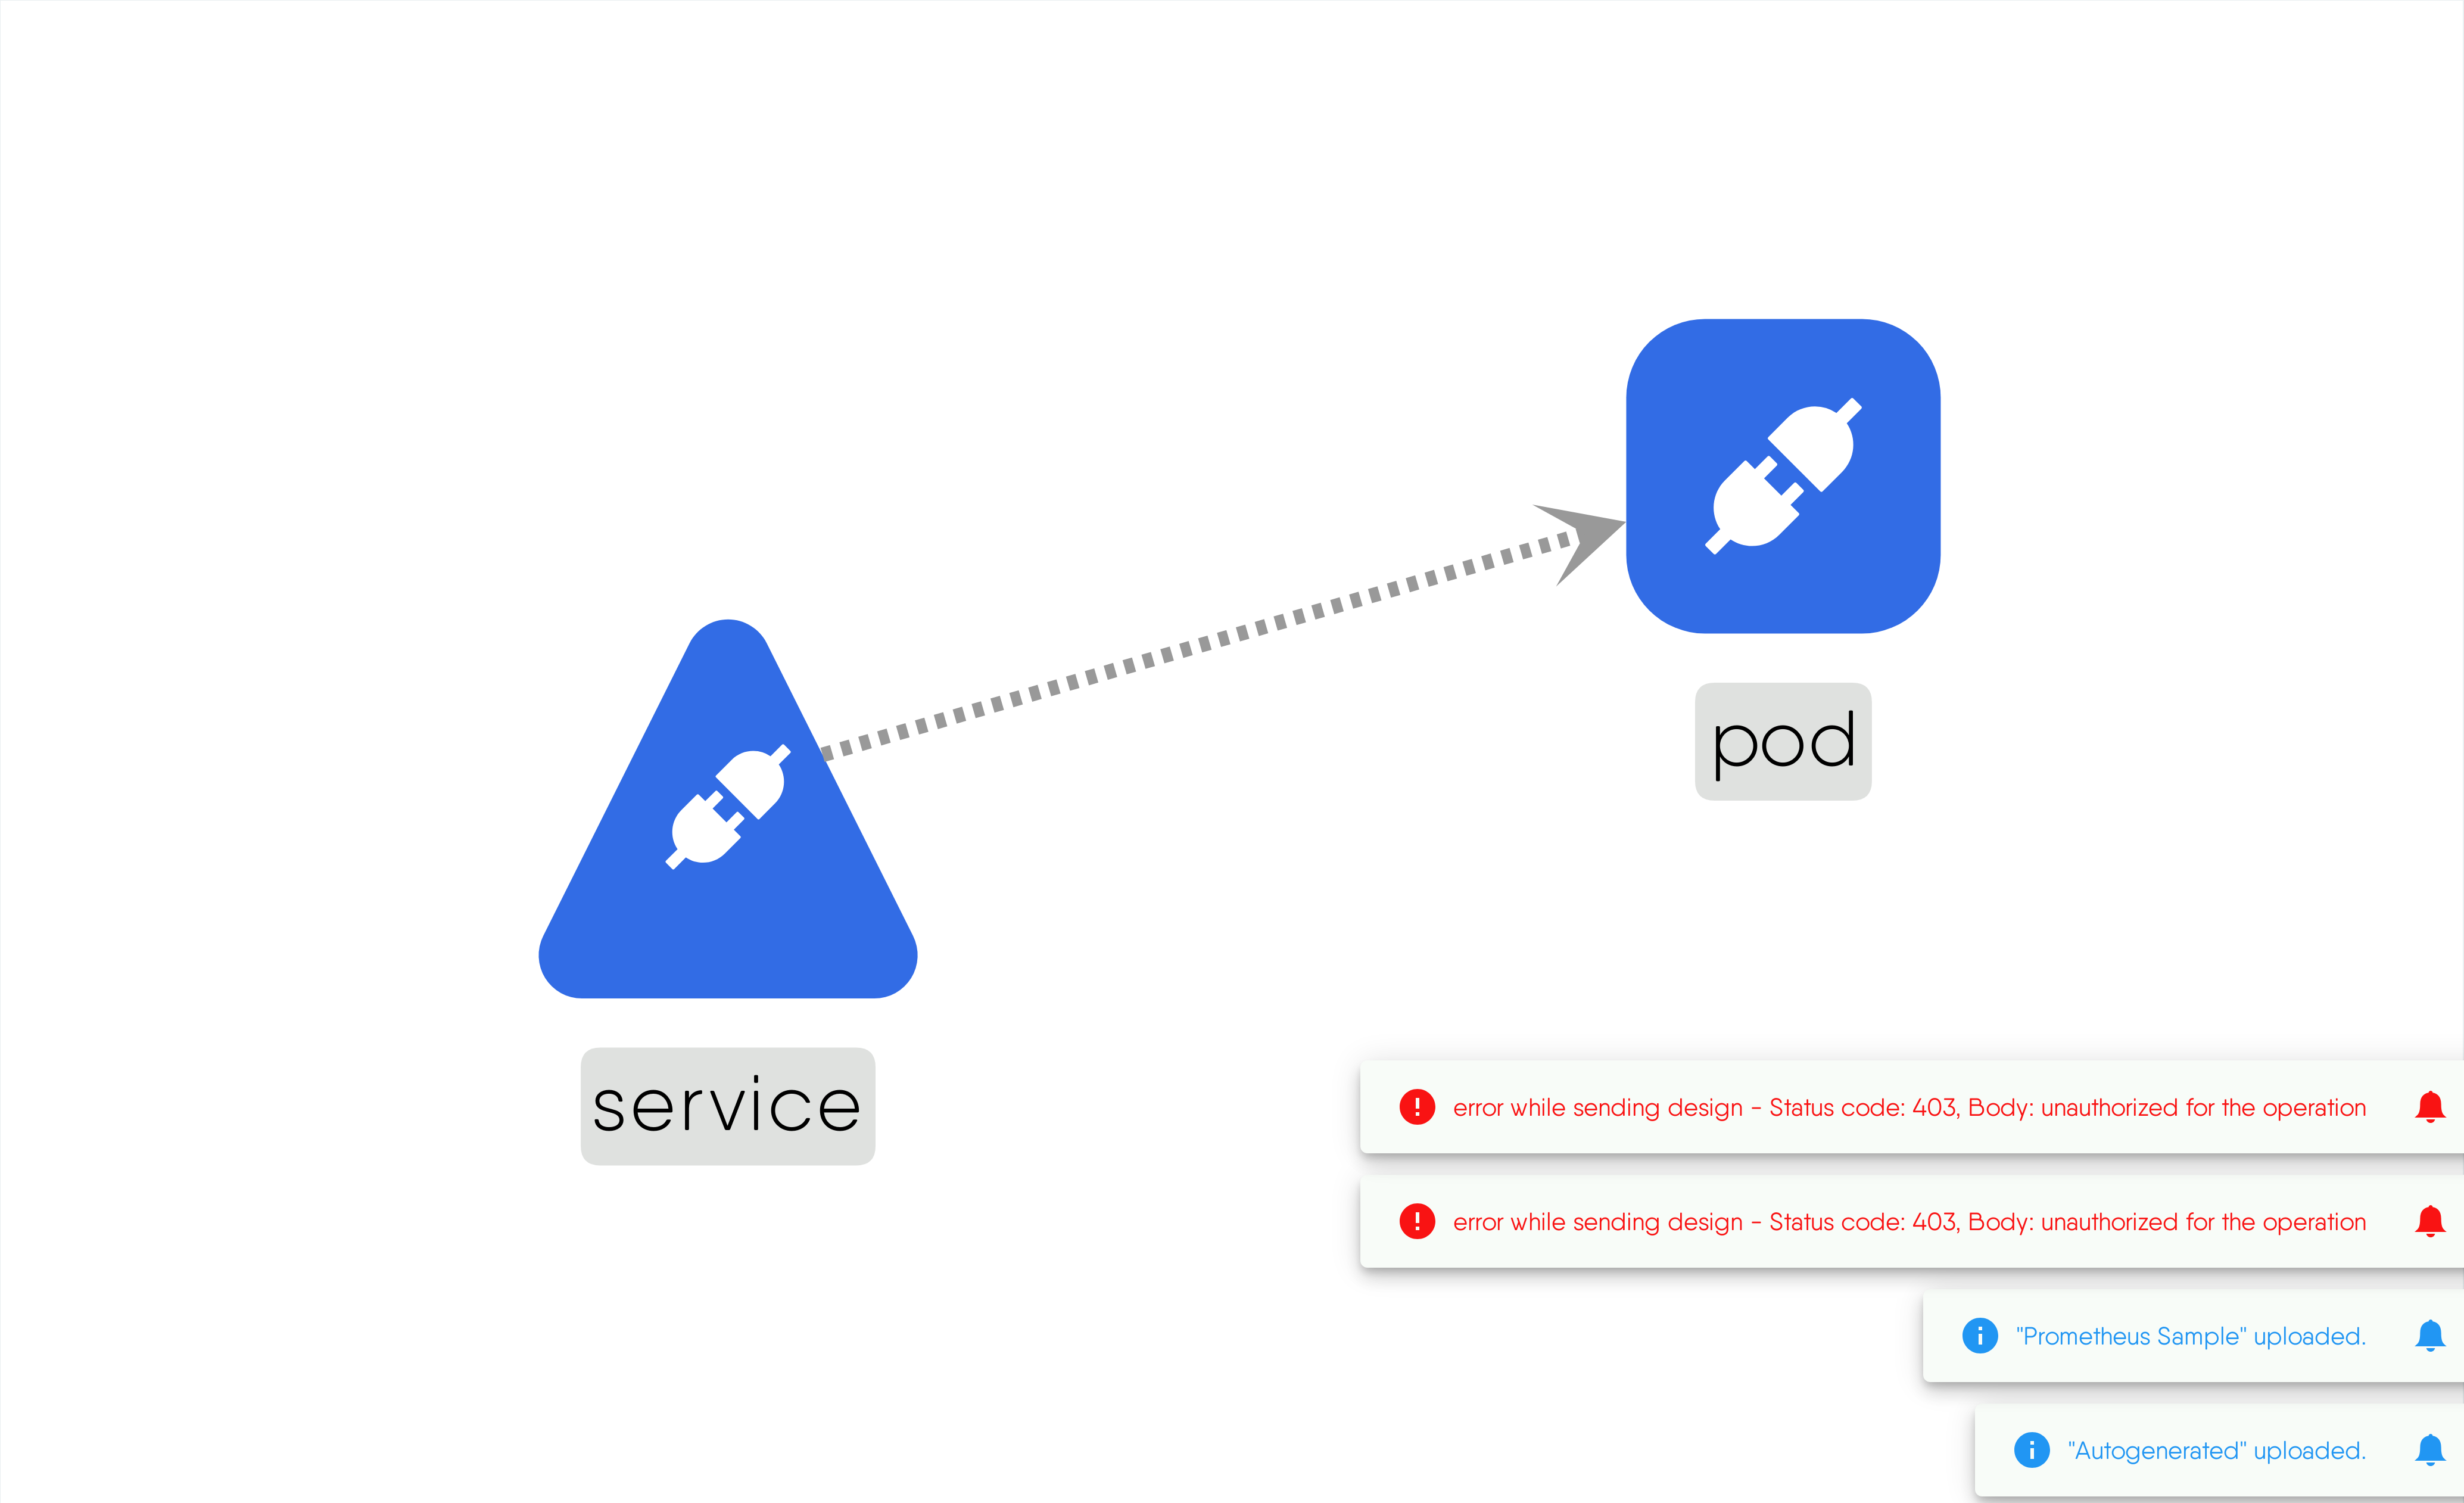 pod
service
error while sending design - Status code: 403, Body: unauthorized for the operation
error while sending design - Status code: 403, Body: unauthorized for the operation
"Prometheus Sample" uploaded.
"Autogenerated" uploaded.